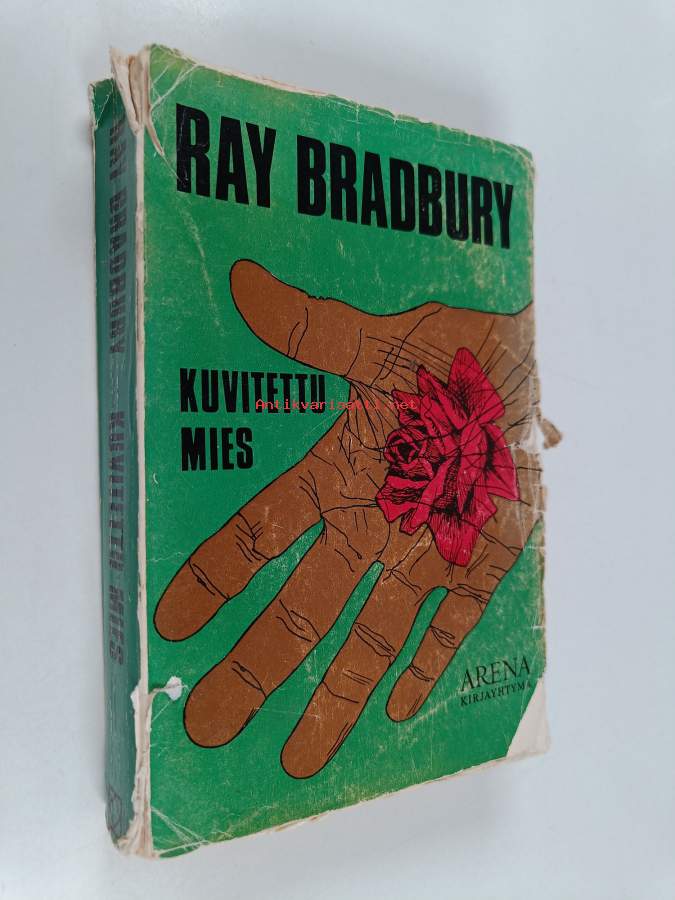 RAY BRADBURY
KUVITETTU
MIES
Antikvariaatti.net
ARENA
KIRJAYHTYMÄ
RAY BRADBURY KUVITETTU MIES